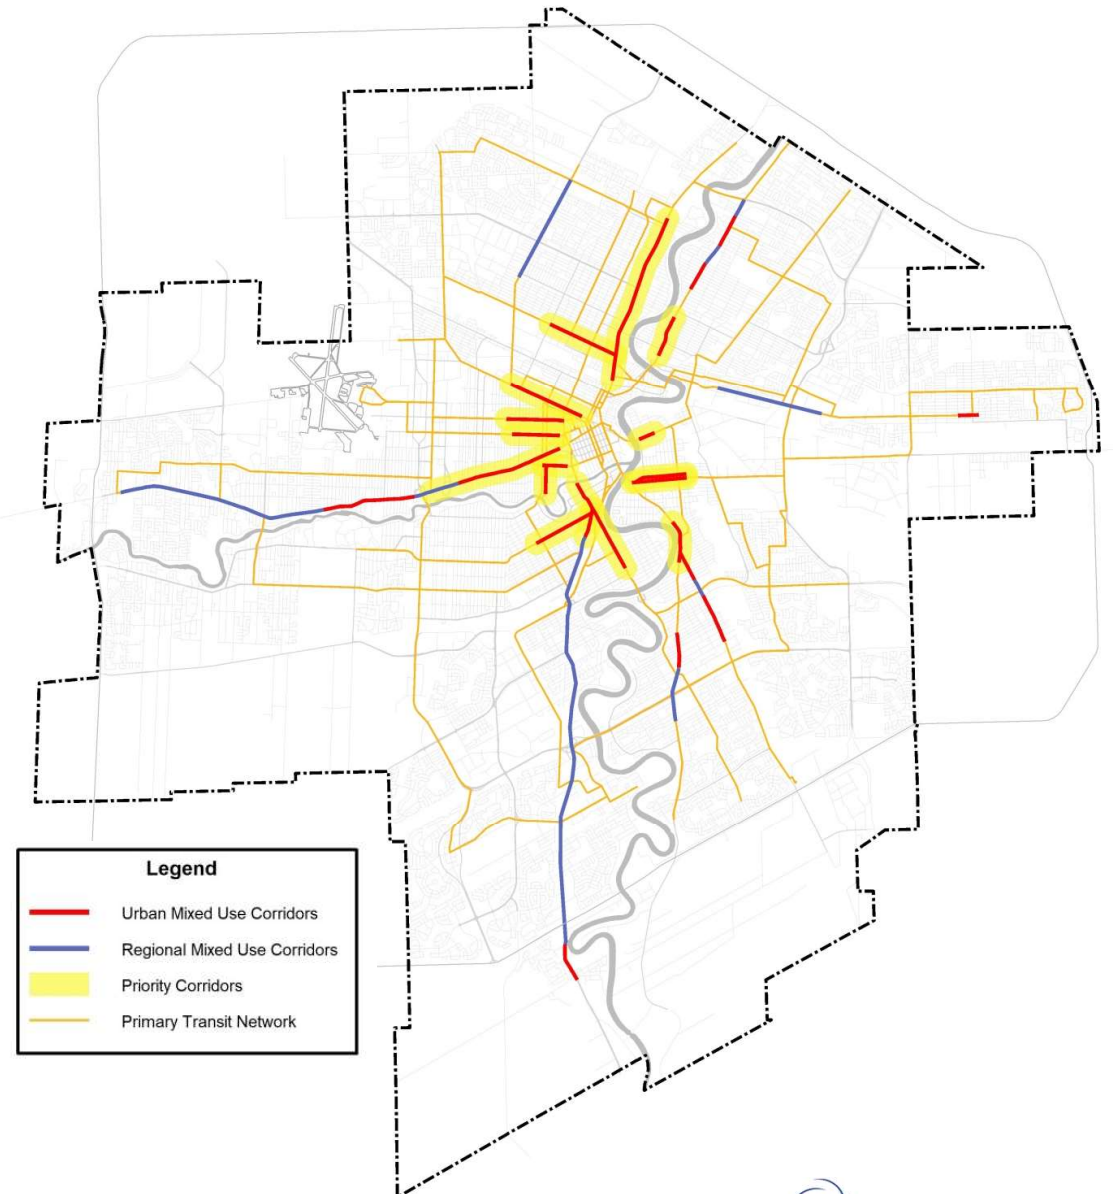 Legend
Urban Mixed Use Corridors
Regional Mixed Use Corridors
Priority Corridors
Primary Transit Network